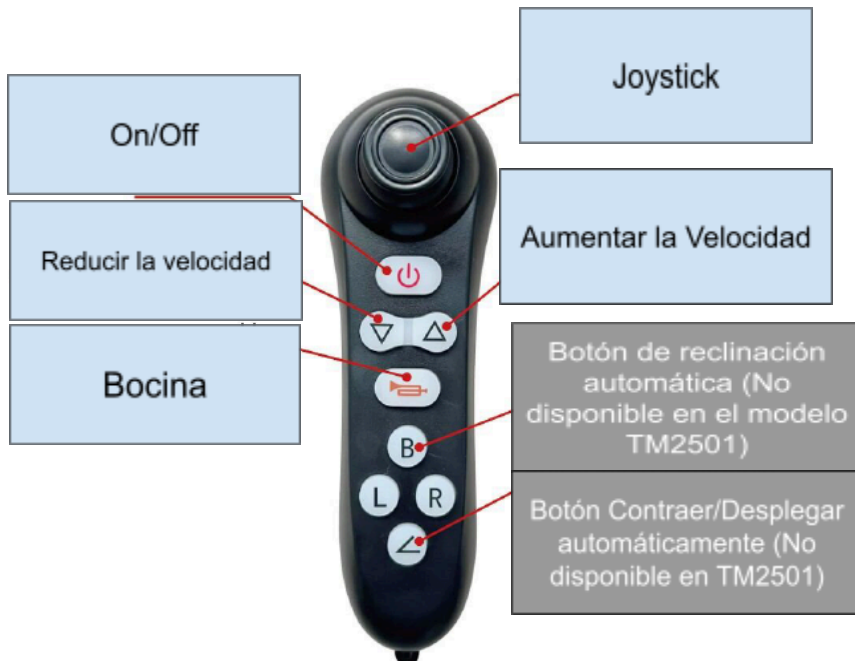 Joystick
On/Off
Reducir la velocidad
Aumentar la Velocidad
Bocina
Botón de reclinación
automática (No
disponible en el modelo
TM2501)
B
L R
Botón Contraer/Desplegar
automáticamente (No
disponible en TM2501)